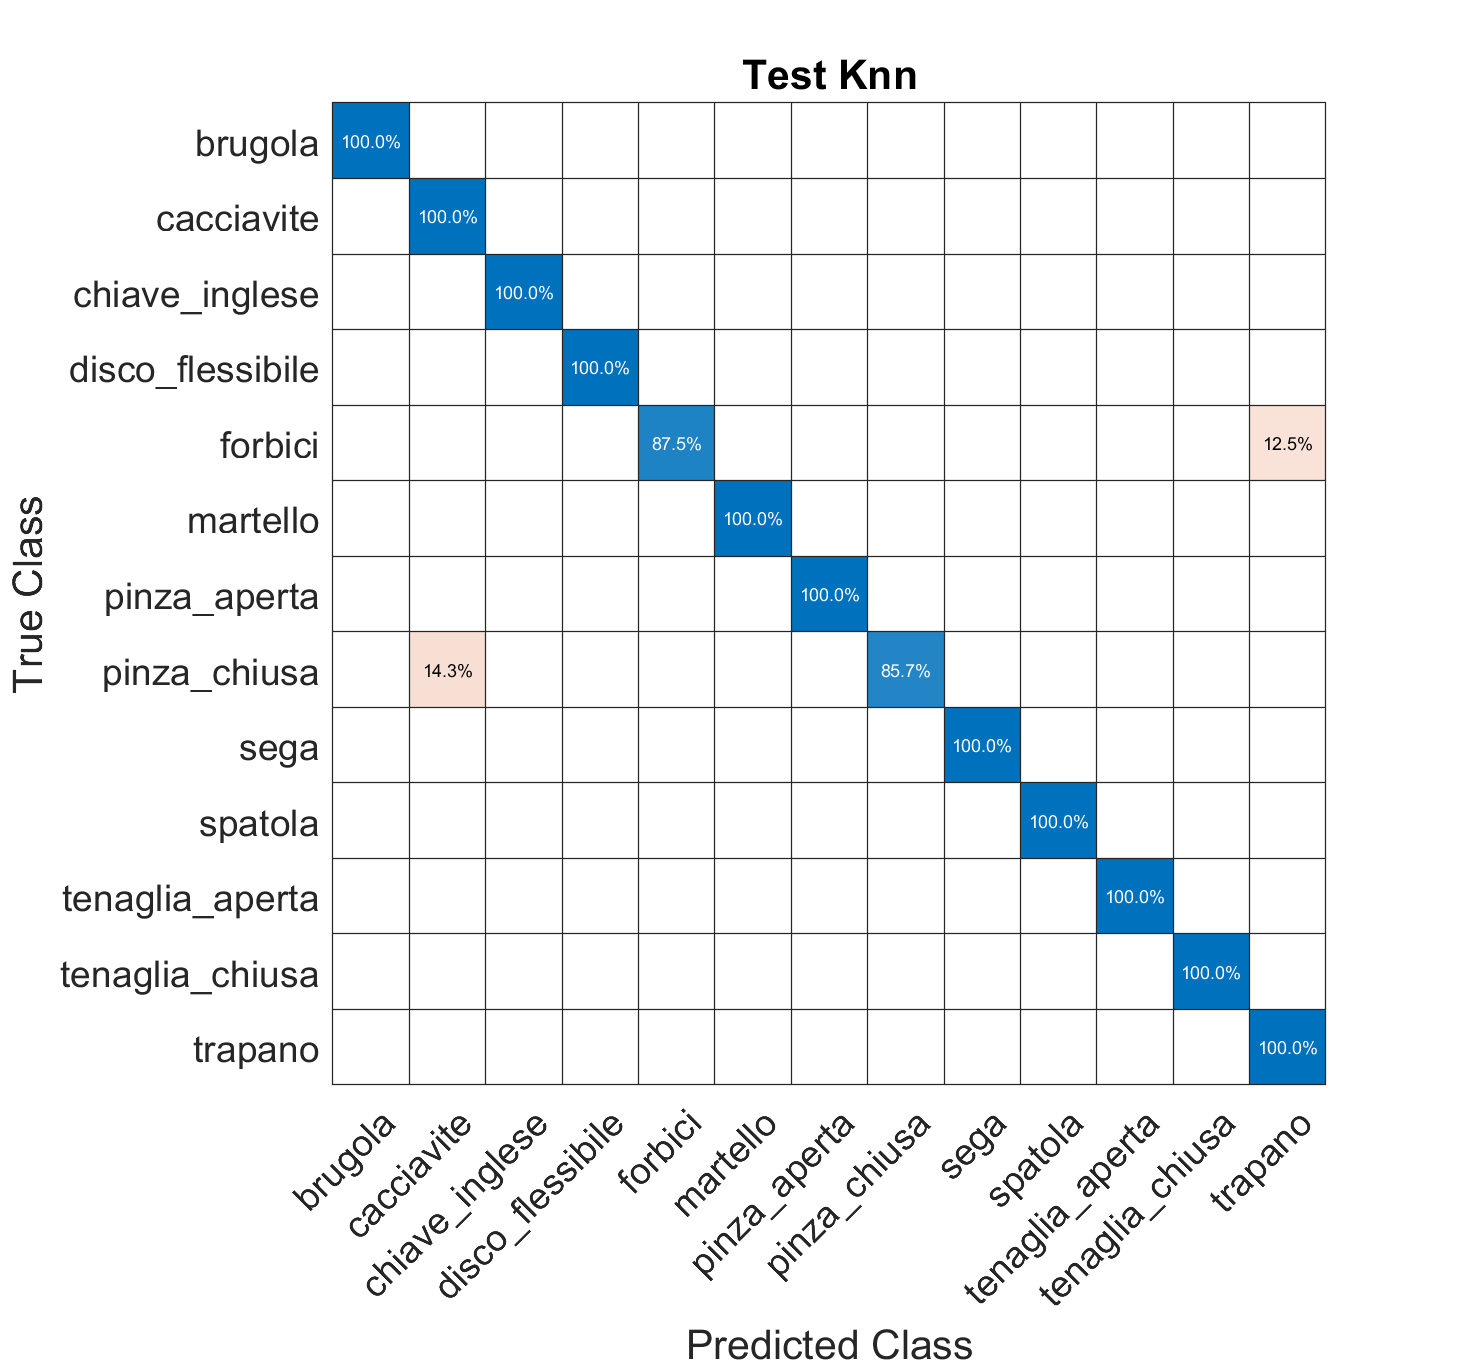 Test Knn
True Class
brugola
100.0%
cacciavite
100.0%
chiave_inglese
100.0%
disco_flessibile
100.0%
forbici
87.5%
12.5%
martello
100.0%
pinza_aperta
100.0%
pinza_chiusa
14.3%
85.7%
sega
100.0%
spatola
100.0%
tenaglia_aperta
100.0%
tenaglia_chiusa
100.0%
trapano
100.0%
brugola
cacciavite
chiave_inglese
disco_flessibile
forbici
martello
pinza_aperta
pinza_chiusa
sega
spatola
tenaglia_aperta
tenaglia_chiusa
trapano
Predicted Class